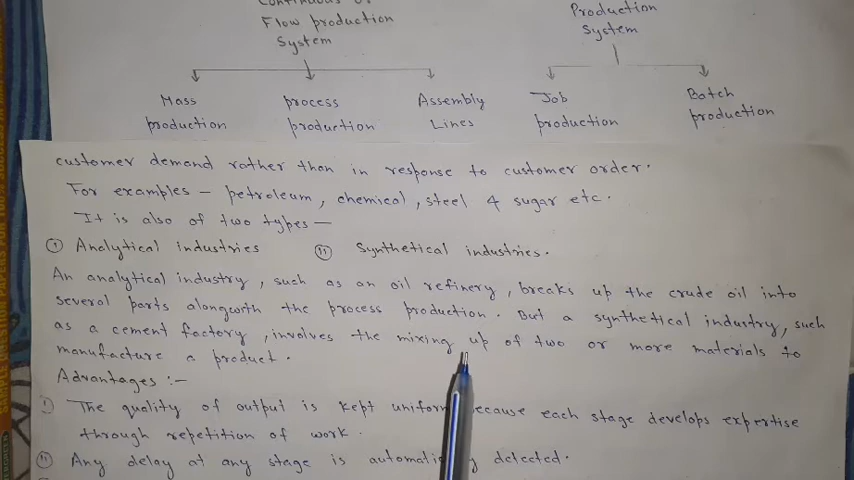 Continuous or
Flow production
System
Production
System
Mass
production
process
production
Assembly
Lines
Job
production
Batch
production
customer demand rather than in response to customer order.
For examples - petroleum, chemical, steel & sugar etc.
It is also of two types —
(i) Analytical industries (ii) Synthetical industries.
An analytical industry, such as an oil refinery, breaks up the crude oil into
several parts alongwith the process production. But a synthetical industry, such
as a cement factory, involves the mixing up of two or more materials to
manufacture a product.
Advantages :-
(i) The quality of output is kept uniform because each stage develops expertise
through repetition of work.
(ii) Any delay at any stage is automatically detected.